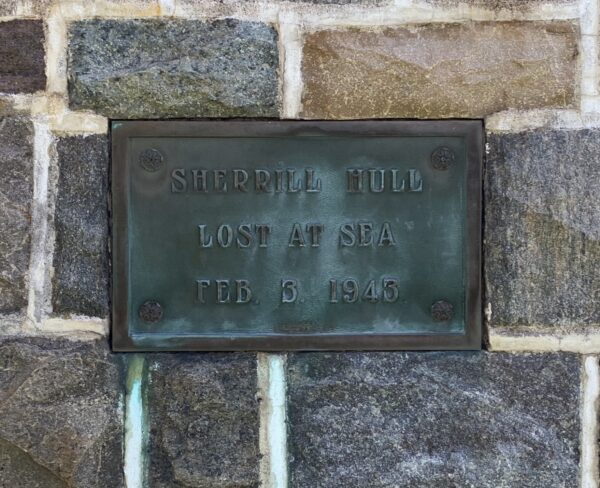 SHERRILL HULL
LOST AT SEA
FEB. 3. 1943